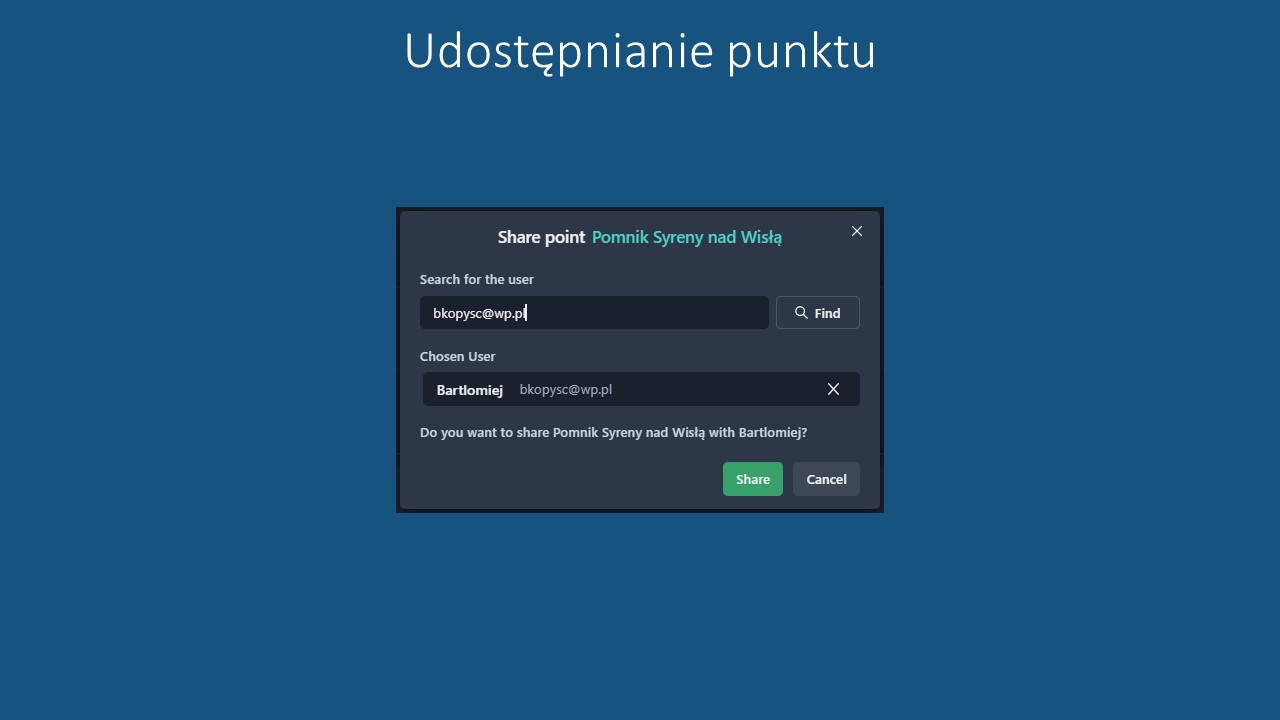 Udostępnianie punktu
Share point Pomnik Syreny nad Wisłą
Search for the user
bkopysc@wp.pl
Find
Chosen User
Bartlomiej bkopysc@wp.pl
Do you want to share Pomnik Syreny nad Wisłą with Bartlomiej?
Share Cancel